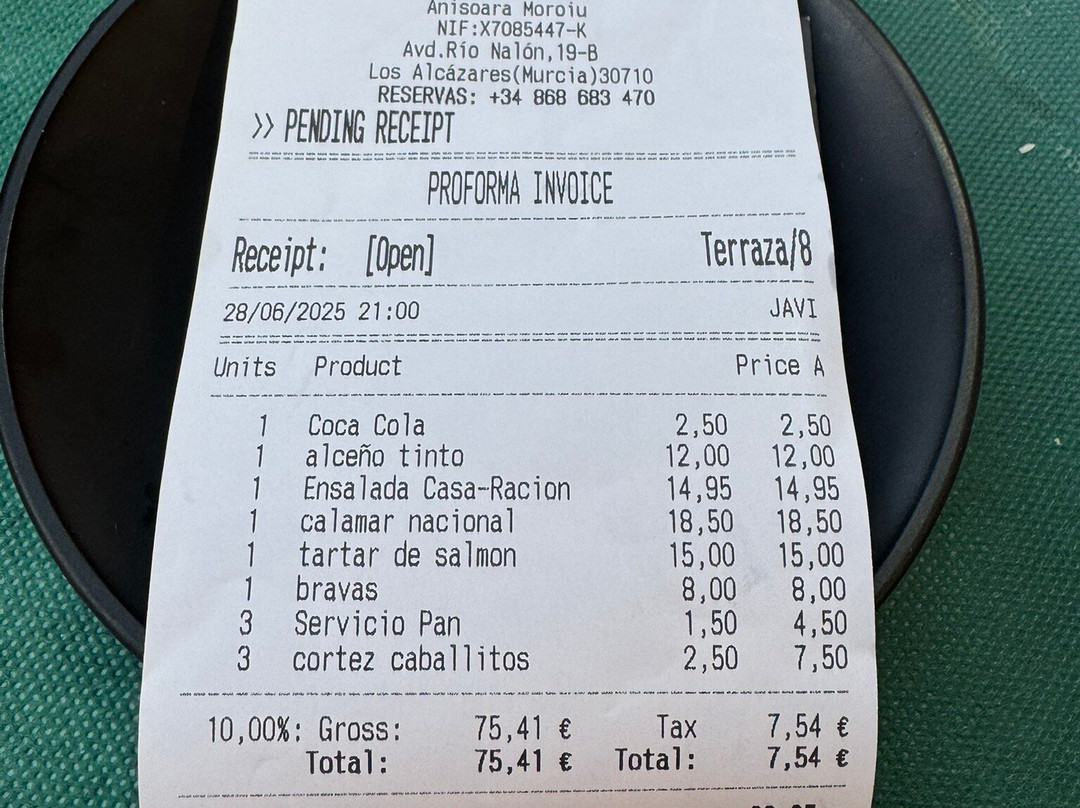 Anisoara Moroiu
NIF:X7085447-K
Avd.Río Nalón,19-B
Los Alcázares(Murcia)30710
RESERVAS: +34 868 683 470
>> PENDING RECEIPT
PROFORMA INVOICE
Receipt: [Open] Terraza/8
28/06/2025 21:00 JAVI
Units Product Price A
1 Coca Cola 2,50 2,50
1 alceño tinto 12,00 12,00
1 Ensalada Casa-Racion 14,95 14,95
1 calamar nacional 18,50 18,50
1 tartar de salmon 15,00 15,00
1 bravas 8,00 8,00
3 Servicio Pan 1,50 4,50
3 cortez caballitos 2,50 7,50
10,00%: Gross: 75,41 € Tax 7,54 €
Total: 75,41 € Total: 7,54 €